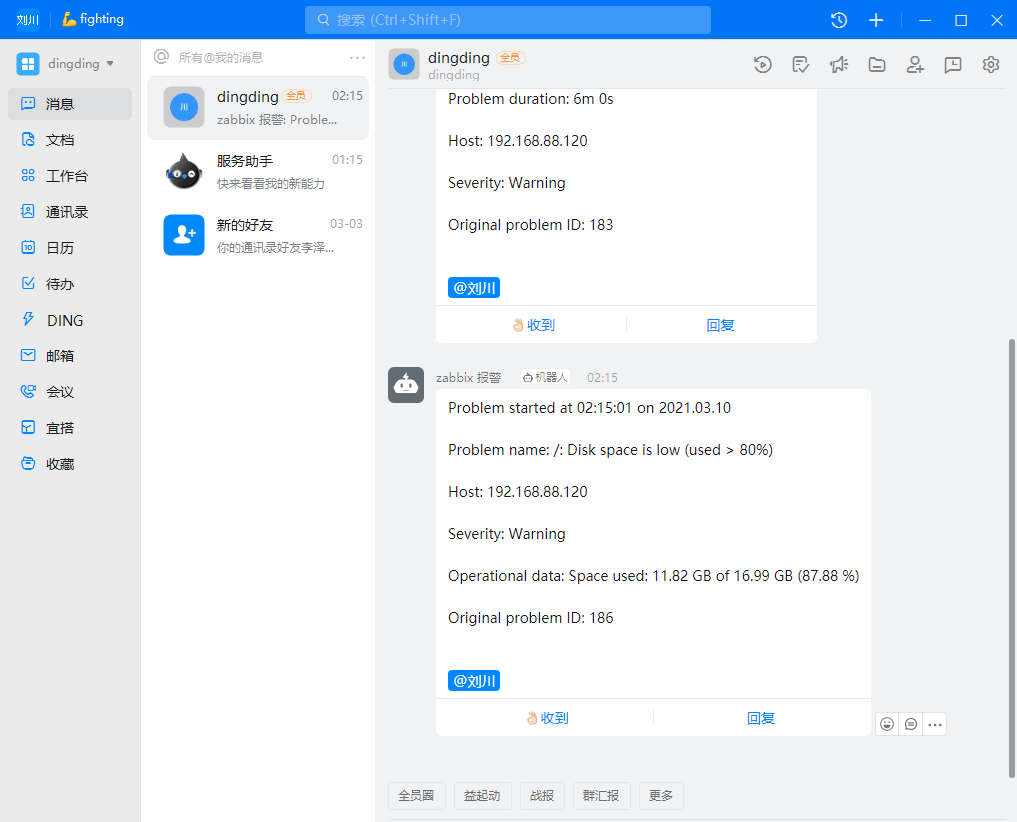 刘川
💪 fighting
搜索 (Ctrl+Shift+F)
dingding
消息
文档
工作台
通讯录
日历
待办
DING
邮箱
会议
宜搭
收藏
所有@我的消息
dingding 全员 02:15
zabbix 报警: Proble...
服务助手 01:15
快来看看我的新能力
新的好友 03-03
你的通讯录好友李泽...
dingding 全员
dingding
Problem duration: 6m 0s
Host: 192.168.88.120
Severity: Warning
Original problem ID: 183
@刘川
👌🏻收到 回复
zabbix 报警 机器人 02:15
Problem started at 02:15:01 on 2021.03.10
Problem name: /: Disk space is low (used > 80%)
Host: 192.168.88.120
Severity: Warning
Operational data: Space used: 11.82 GB of 16.99 GB (87.88 %)
Original problem ID: 186
@刘川
👌🏻收到 回复
全员圈 益起动 战报 群汇报 更多